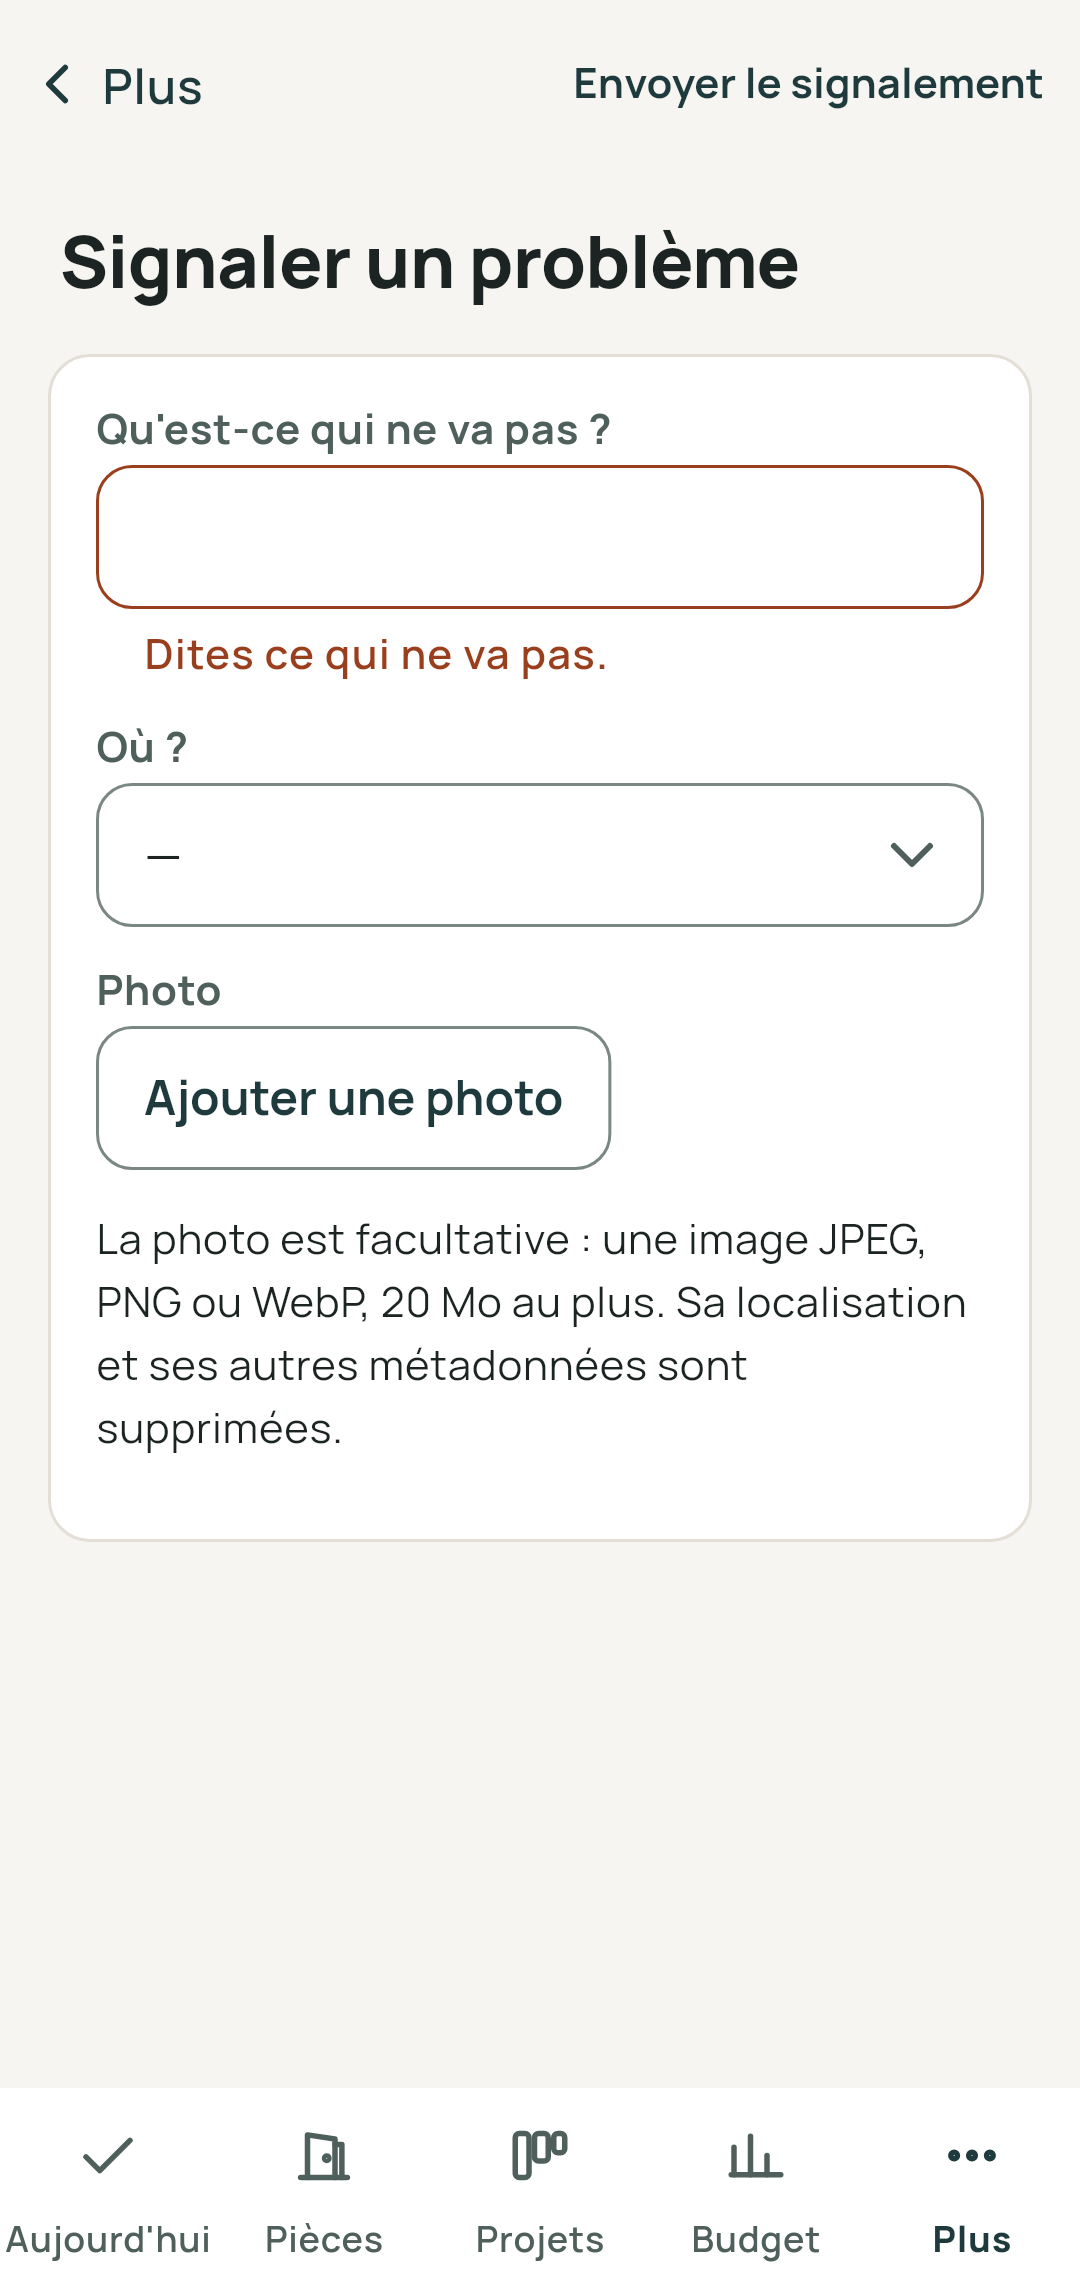 Plus
Envoyer le signalement
Signaler un problème
Qu'est-ce qui ne va pas ?
Dites ce qui ne va pas.
Où ?
—
Photo
Ajouter une photo
La photo est facultative : une image JPEG,
PNG ou WebP, 20 Mo au plus. Sa localisation
et ses autres métadonnées sont
supprimées.
Aujourd'hui
Pièces
Projets
Budget
Plus